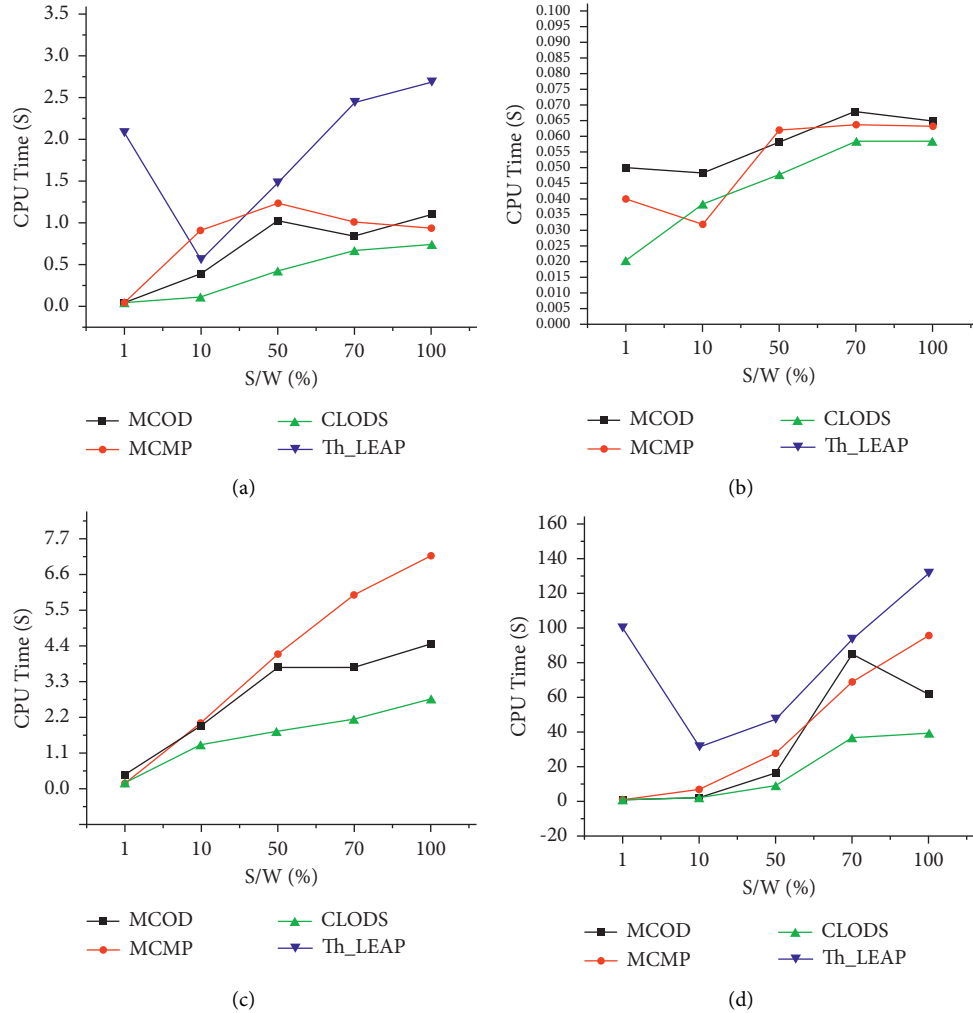 3.5
3.0
2.5
2.0
1.5
1.0
0.5
0.0
CPU Time (S)
1 10 50 70 100
S/W (%)
MCOD CLODS
MCMP Th_LEAP
(a)
0.100
0.095
0.090
0.085
0.080
0.075
0.070
0.065
0.060
0.055
0.050
0.045
0.040
0.035
0.030
0.025
0.020
0.015
0.010
0.005
0.000
CPU Time (S)
1 10 50 70 100
S/W (%)
MCOD CLODS
MCMP Th_LEAP
(b)
7.7
6.6
5.5
4.4
3.3
2.2
1.1
0.0
CPU Time (S)
1 10 50 70 100
S/W (%)
MCOD CLODS
MCMP Th_LEAP
(c)
160
140
120
100
80
60
40
20
0
-20
CPU Time (S)
1 10 50 70 100
S/W (%)
MCOD CLODS
MCMP Th_LEAP
(d)